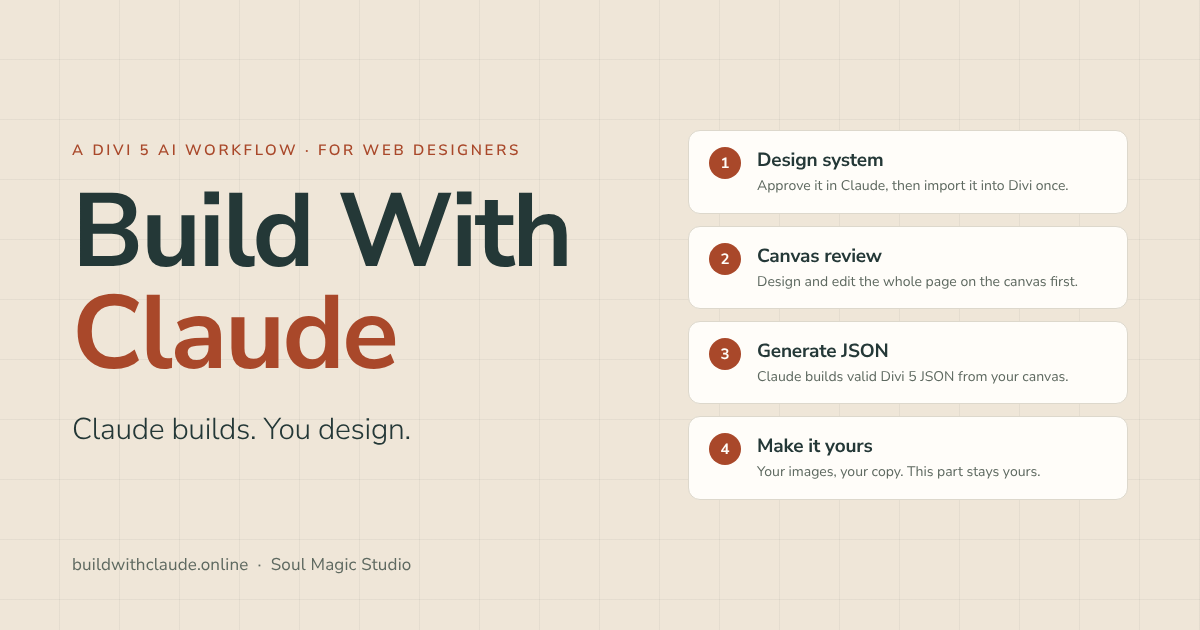 A DIVI 5 AI WORKFLOW · FOR WEB DESIGNERS
Build With
Claude
Claude builds. You design.
buildwithclaude.online · Soul Magic Studio
1
Design system
Approve it in Claude, then import it into Divi once.
2
Canvas review
Design and edit the whole page on the canvas first.
3
Generate JSON
Claude builds valid Divi 5 JSON from your canvas.
4
Make it yours
Your images, your copy. This part stays yours.